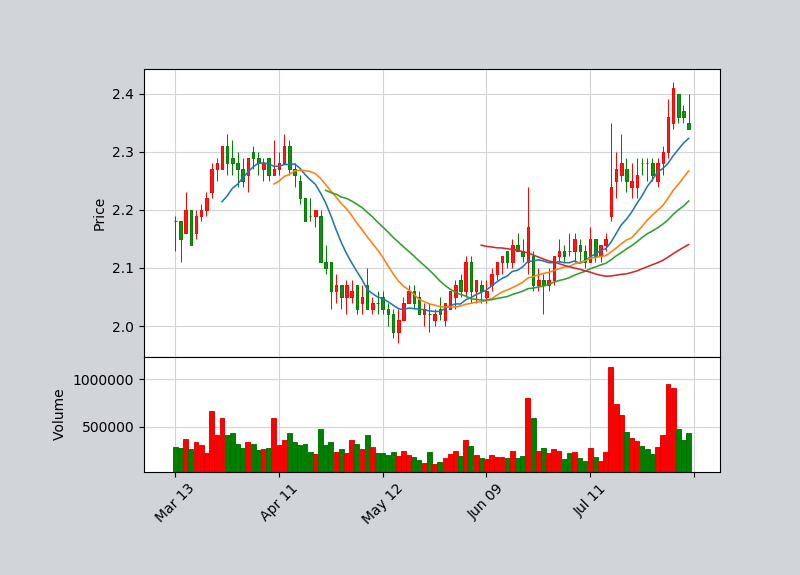 2.4
2.3
2.2
2.1
2.0
Price
1000000
500000
Volume
Mar 13
Apr 11
May 12
Jun 09
Jul 11